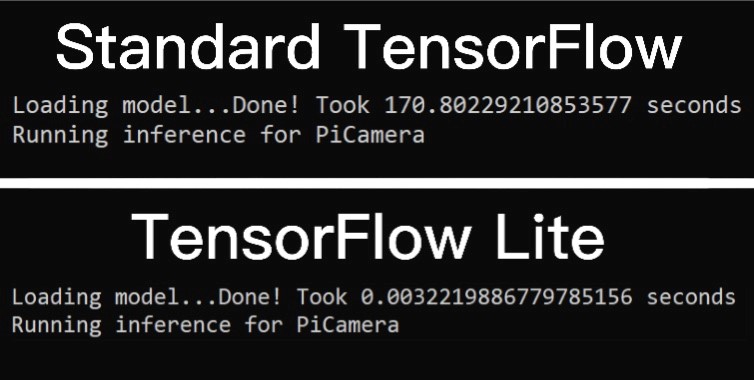 Standard TensorFlow
Loading model...Done! Took 170.80229210853577 seconds
Running inference for PiCamera
TensorFlow Lite
Loading model...Done! Took 0.0032219886779785156 seconds
Running inference for PiCamera